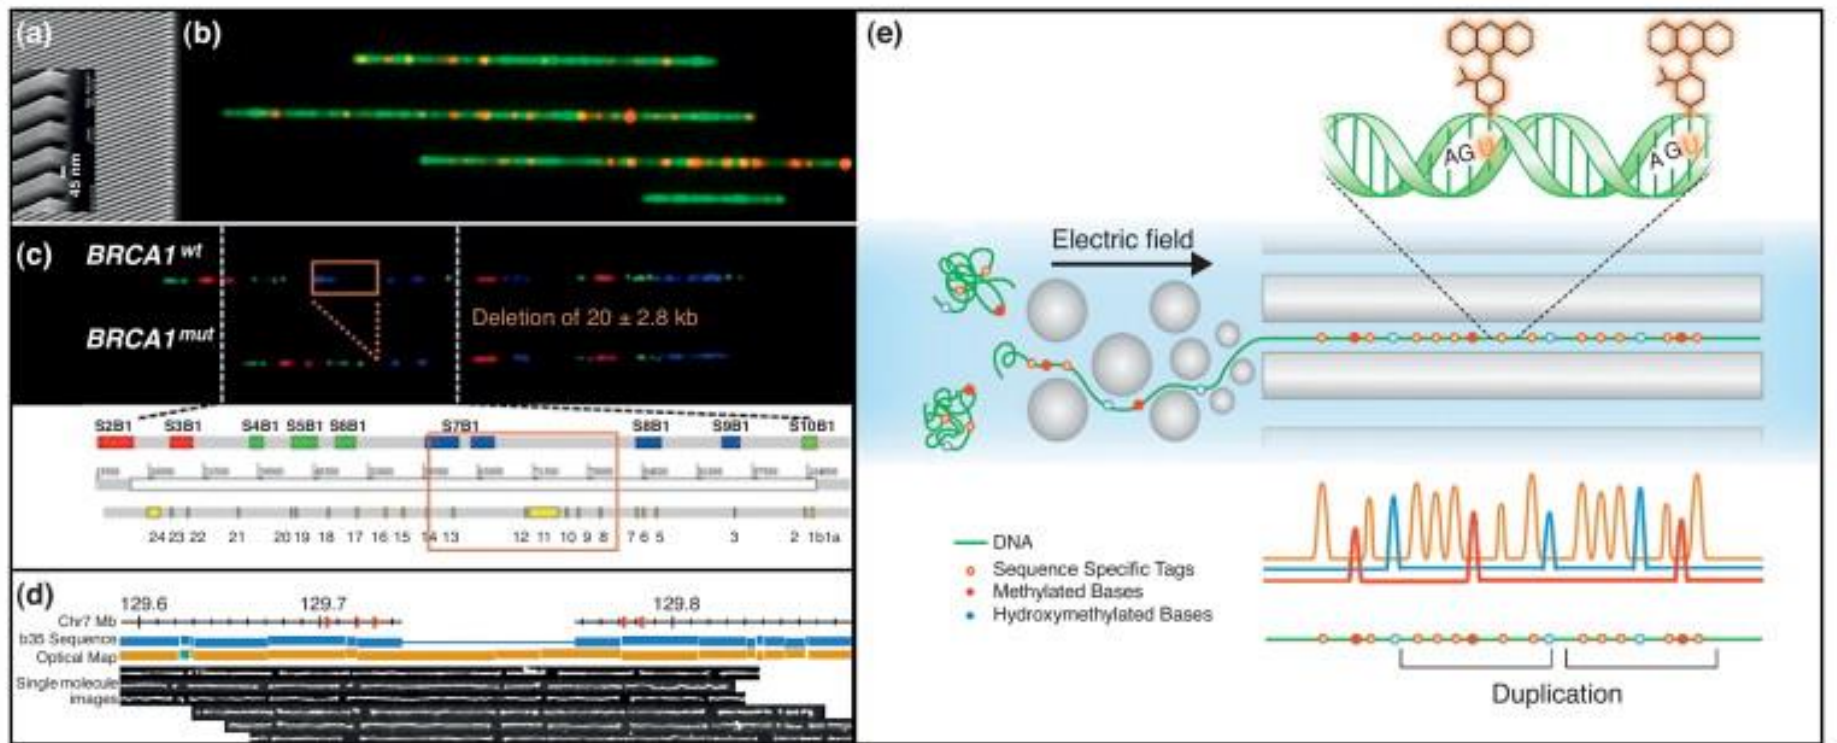 (a)
45 nm
(b)
(c)
BRCA1wt
Deletion of 20 ± 2.8 kb
BRCA1mut
S2B1 S3B1 S4B1 S5B1 S6B1 S7B1 S8B1 S9B1 S10B1
24 23 22 21 20 19 18 17 16 15 14 13 12 11 10 9 8 7 6 5 3 2 1b1a
(d)
129.6 129.7 129.8
Chr7 Mb
b35 Sequence
Optical Map
Single molecule
images
(e)
AGU AGU
Electric field
DNA
Sequence Specific Tags
Methylated Bases
Hydroxymethylated Bases
Duplication